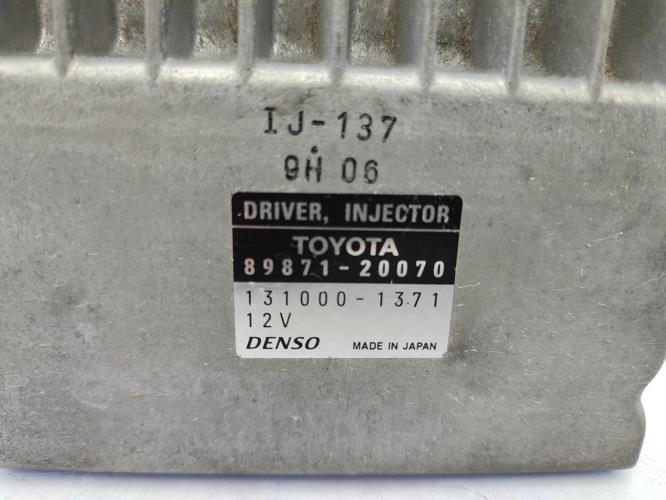 IJ-137
9H 06
DRIVER, INJECTOR
TOYOTA
89871-20070
131000-1371
12V
DENSO MADE IN JAPAN